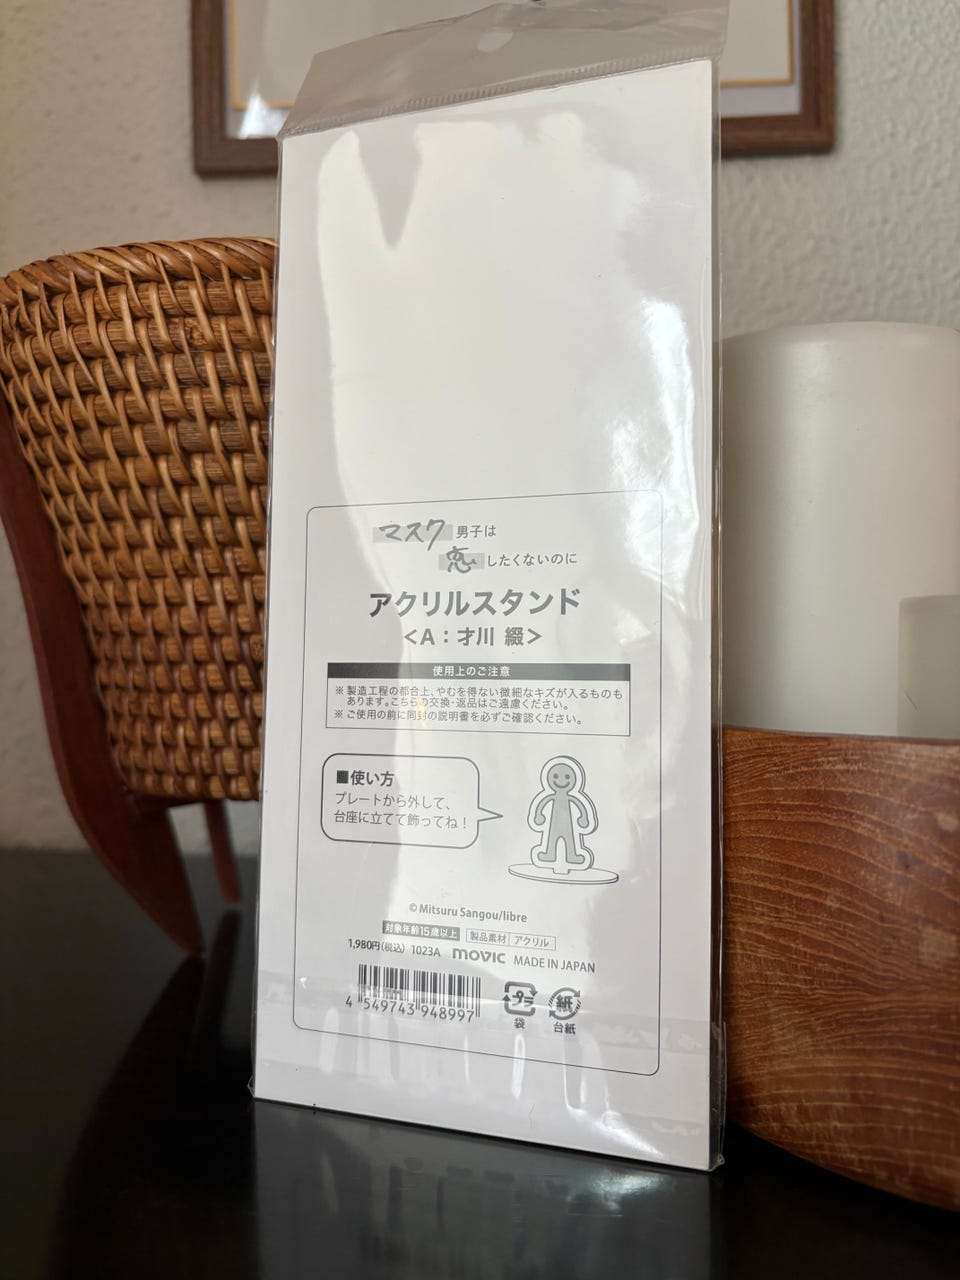 マスク男子は
恋したくないのに
アクリルスタンド
<A：才川 綴>
使用上のご注意
※製造工程の都合上、やむを得ない微細なキズが入るものも
あります。こちらの交換・返品はご遠慮ください。
※ご使用の前に同封の説明書を必ずご確認ください。
■使い方
プレートから外して、
台座に立てて飾ってね！
©Mitsuru Sangou/libre
対象年齢15歳以上 製品素材 アクリル
1,980円(税込) 1023A movic MADE IN JAPAN
4 549743 948997
プラ 紙
袋 台紙